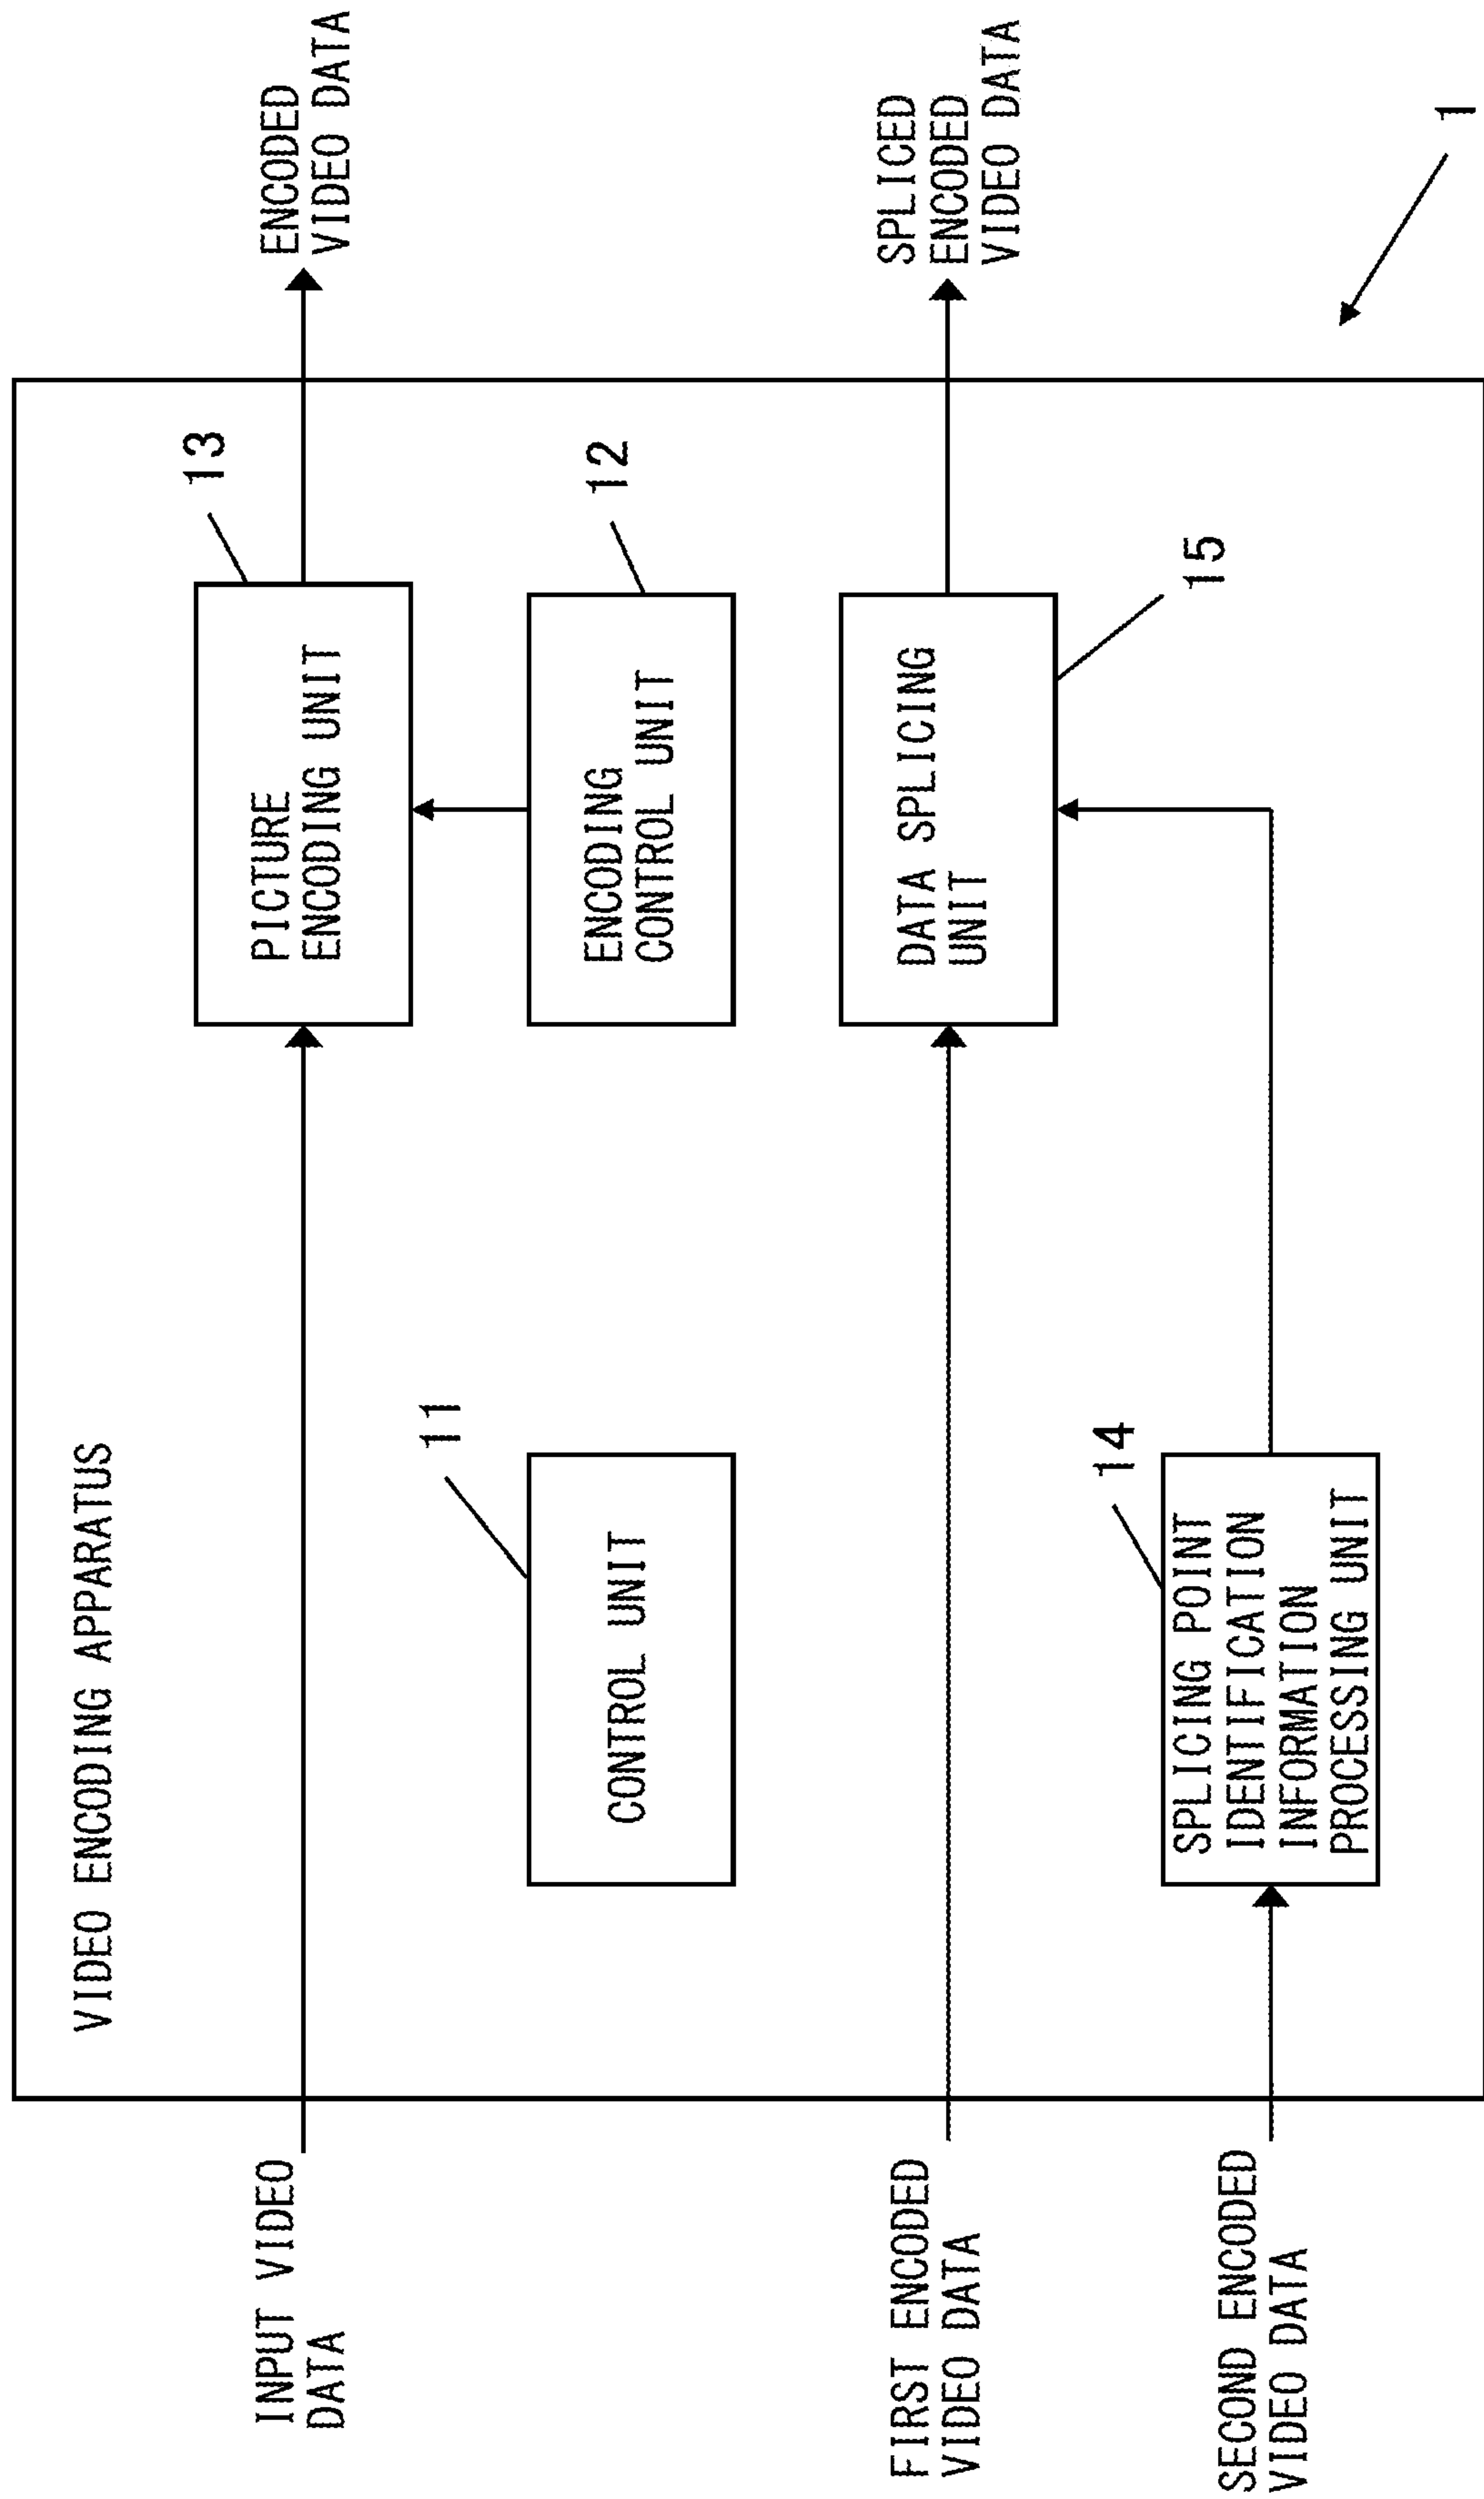 VIDEO ENCODING APPARATUS
INPUT VIDEO
DATA
13
PICTURE
ENCODING UNIT
ENCODED
VIDEO DATA
11
CONTROL UNIT
12
ENCODING
CONTROL UNIT
FIRST ENCODED
VIDEO DATA
DATA SPLICING
UNIT
15
SPLICED
ENCODED
VIDEO DATA
14
SECOND ENCODED
VIDEO DATA
SPLICING POINT
IDENTIFICATION
INFORMATION
PROCESSING UNIT
1